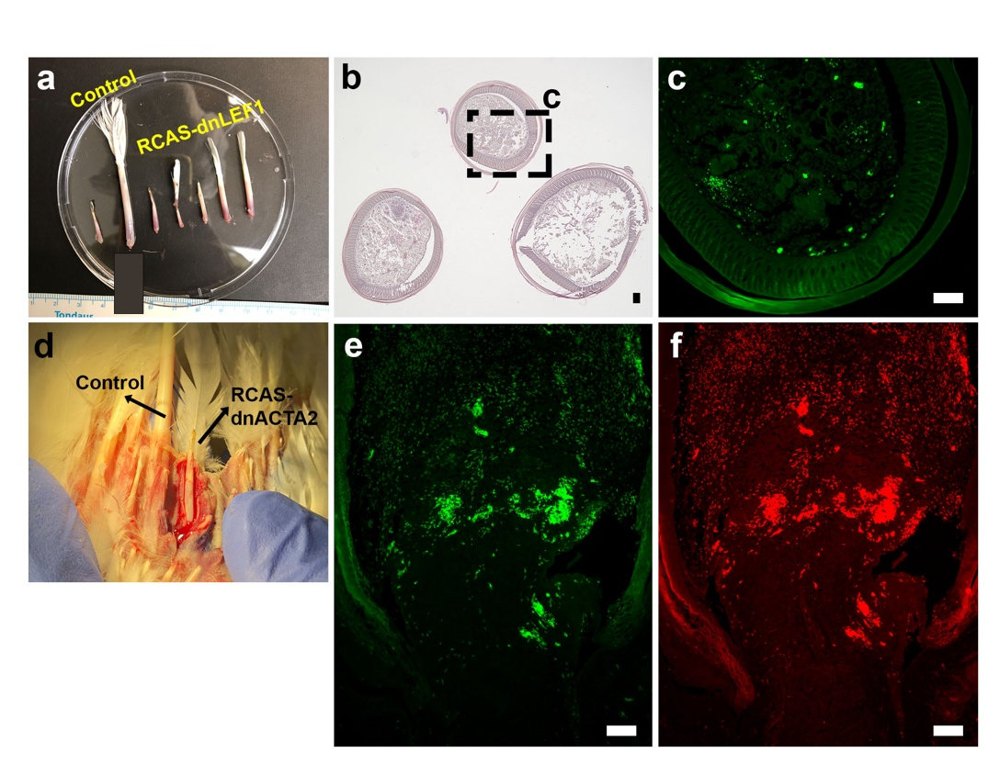 a
Control
RCAS-dnLEF1
b
c
c
d
Control
RCAS-
dnACTA2
e
f